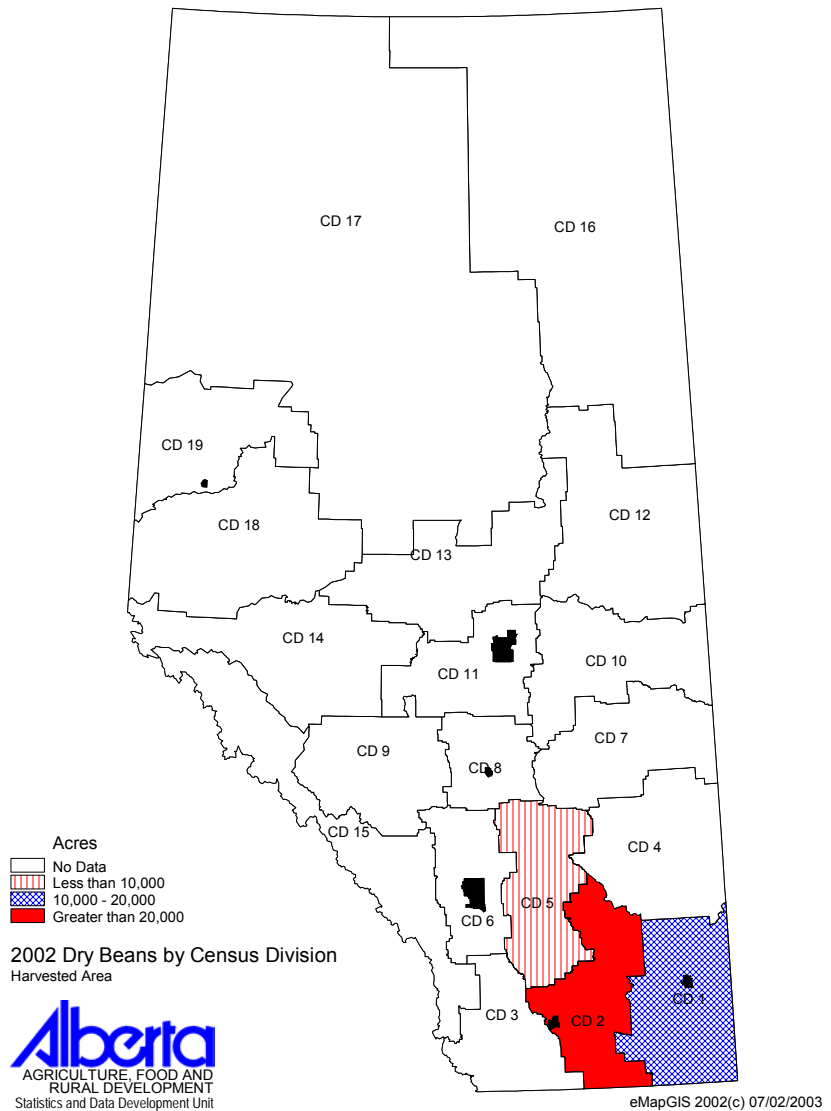 CD 17
CD 16
CD 19
CD 18
CD 12
CD 13
CD 14
CD 10
CD 11
CD 7
CD 9
CD 8
CD 15
CD 4
CD 5
CD 6
CD 1
CD 3
CD 2
Acres
No Data
Less than 10,000
10,000 - 20,000
Greater than 20,000
2002 Dry Beans by Census Division
Harvested Area
Alberta
AGRICULTURE, FOOD AND
RURAL DEVELOPMENT
Statistics and Data Development Unit
eMapGIS 2002(c) 07/02/2003